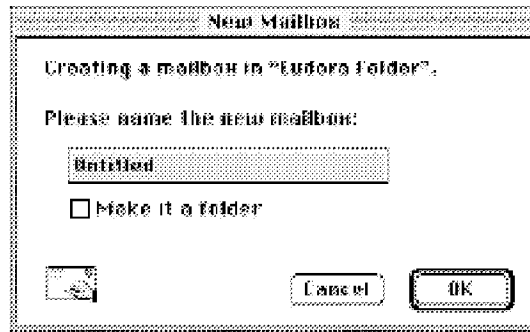 New Mailbox
Creating a mailbox in “Eudora Folder”.
Please name the new mailbox:
Untitled
Make it a folder
Cancel
OK